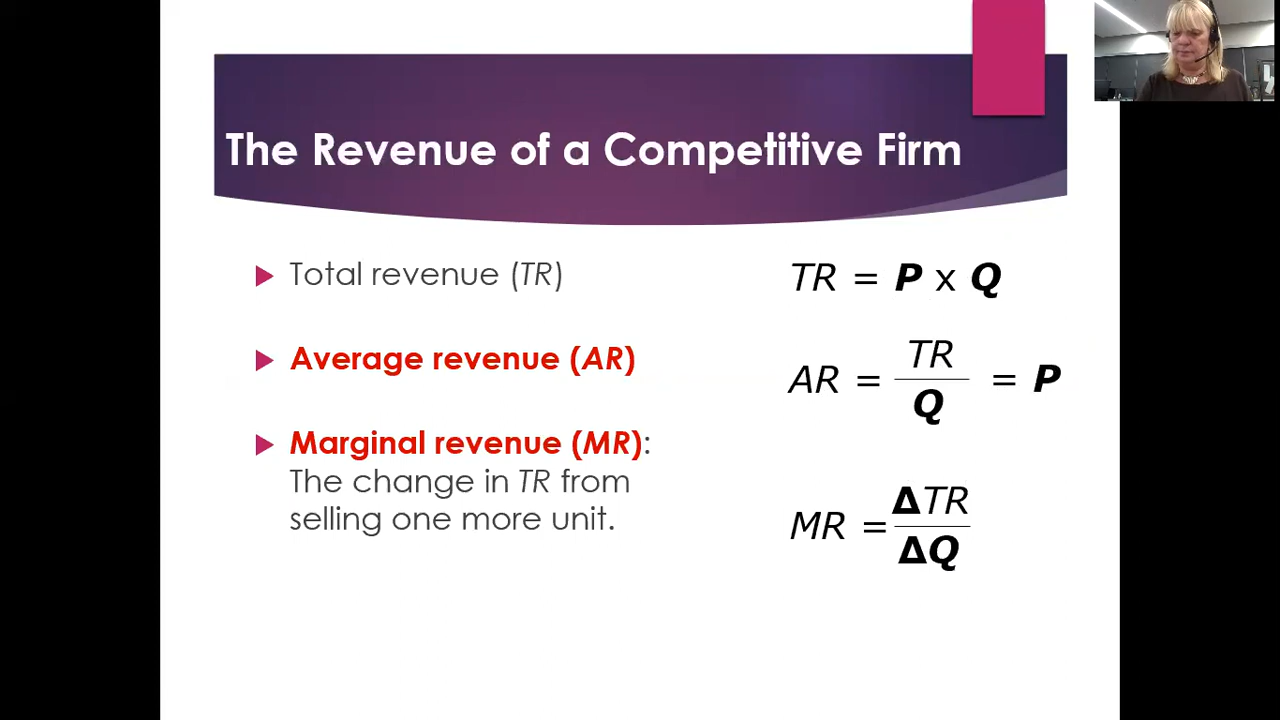 The Revenue of a Competitive Firm
Total revenue (TR)
TR = P x Q
Average revenue (AR)
AR = TR / Q = P
Marginal revenue (MR):
The change in TR from
selling one more unit.
MR = ΔTR / ΔQ